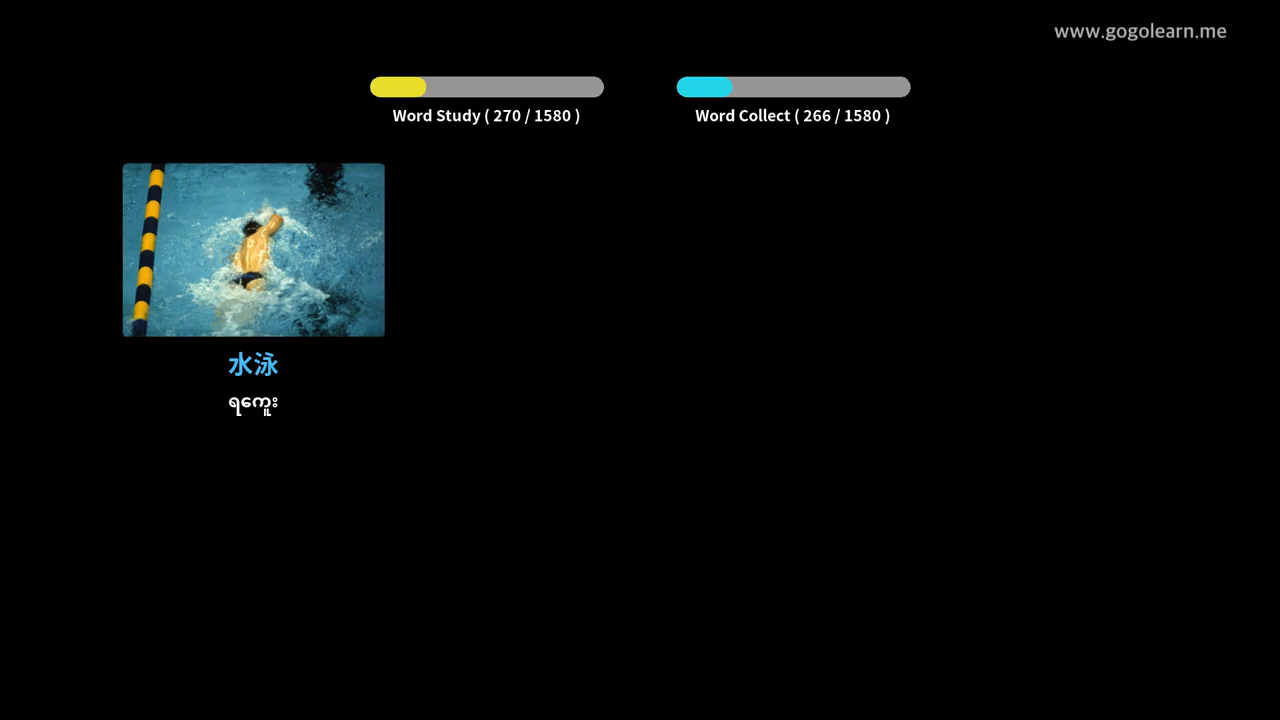 www.gogolearn.me
Word Study ( 270 / 1580 )
Word Collect ( 266 / 1580 )
水泳
ရကူေး